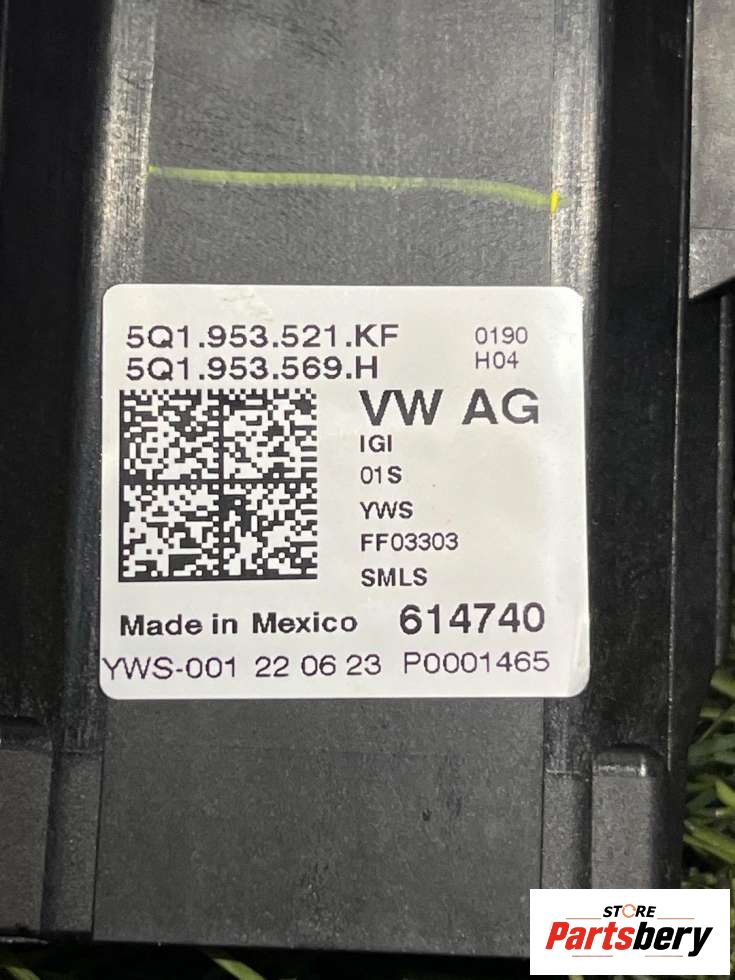 5Q1.953.521.KF 0190
5Q1.953.569.H H04
VW AG
IGI
01S
YWS
FF03303
SMLS
Made in Mexico 614740
YWS-001 22 06 23 P0001465
STORE
Partsbery